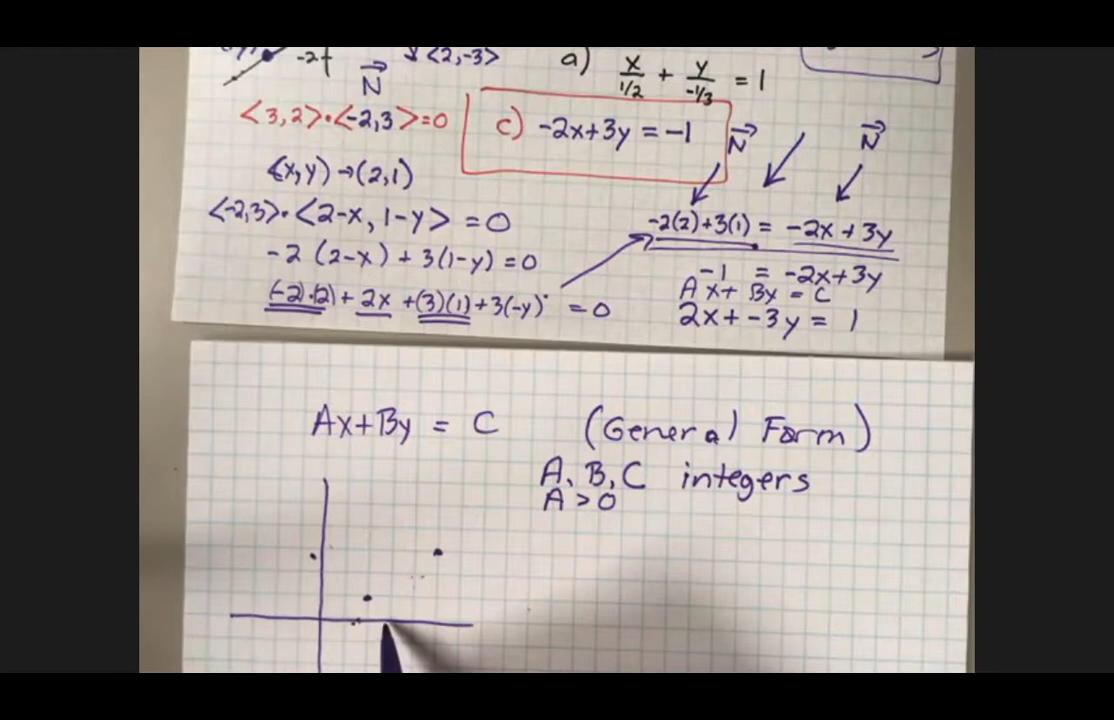 -2
<2,-3>
N
a) x/1/2 + y/-1/3 = 1
<3,2>•<-2,3>=0
c) -2x+3y = -1
N
N
(x,y)→(2,1)
<-2,3>•<2-x, 1-y> = 0
-2(2)+3(1) = -2x+3y
-2 (2-x) + 3(1-y) = 0
-1 = -2x+3y
(-2)•(2) + 2x +(3)(1)+3(-y) = 0
Ax+ By = C
2x+-3y = 1
Ax+By = C (General Form)
A, B, C integers
A > 0